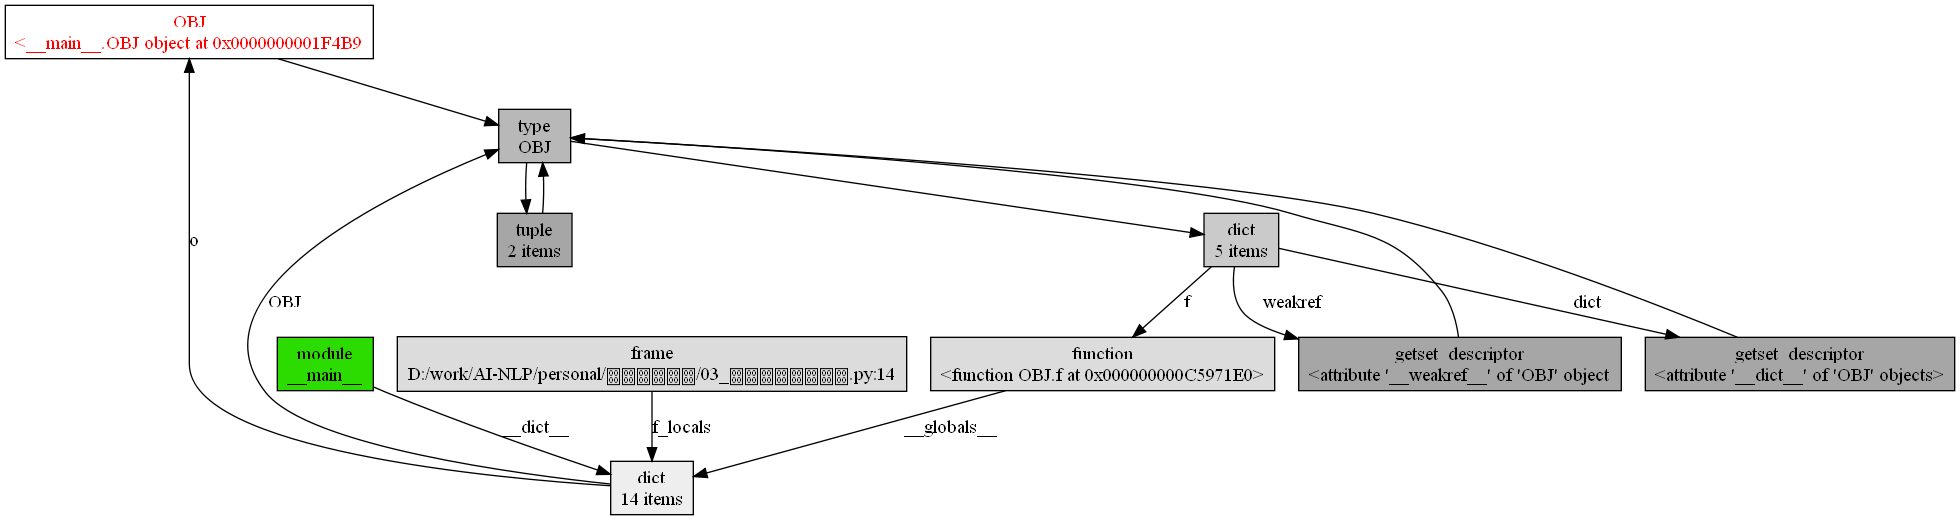 OBJ
<__main__.OBJ object at 0x0000000001F4B9
type
OBJ
tuple
2 items
dict
5 items
o
OBJ
f
weakref
dict
module
__main__
frame
D:/work/AI-NLP/personal/□□□□□□/03_□□□□□□□□.py:14
function
<function OBJ.f at 0x000000000C5971E0>
getset_descriptor
<attribute '__weakref__' of 'OBJ' object
getset_descriptor
<attribute '__dict__' of 'OBJ' objects>
__dict__
f_locals
__globals__
dict
14 items